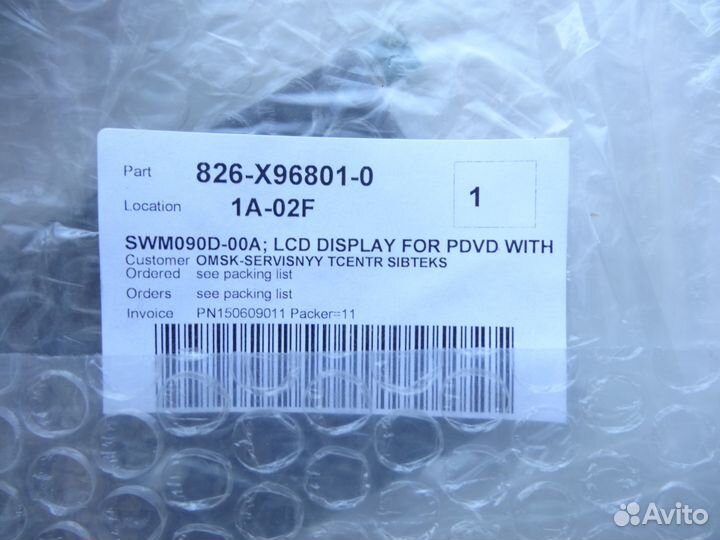 Part 826-X96801-0
1
Location 1A-02F
SWM090D-00A; LCD DISPLAY FOR PDVD WITH
Customer OMSK-SERVISNYY TCENTR SIBTEKS
Ordered see packing list
Orders see packing list
Invoice PN150609011 Packer=11
Avito